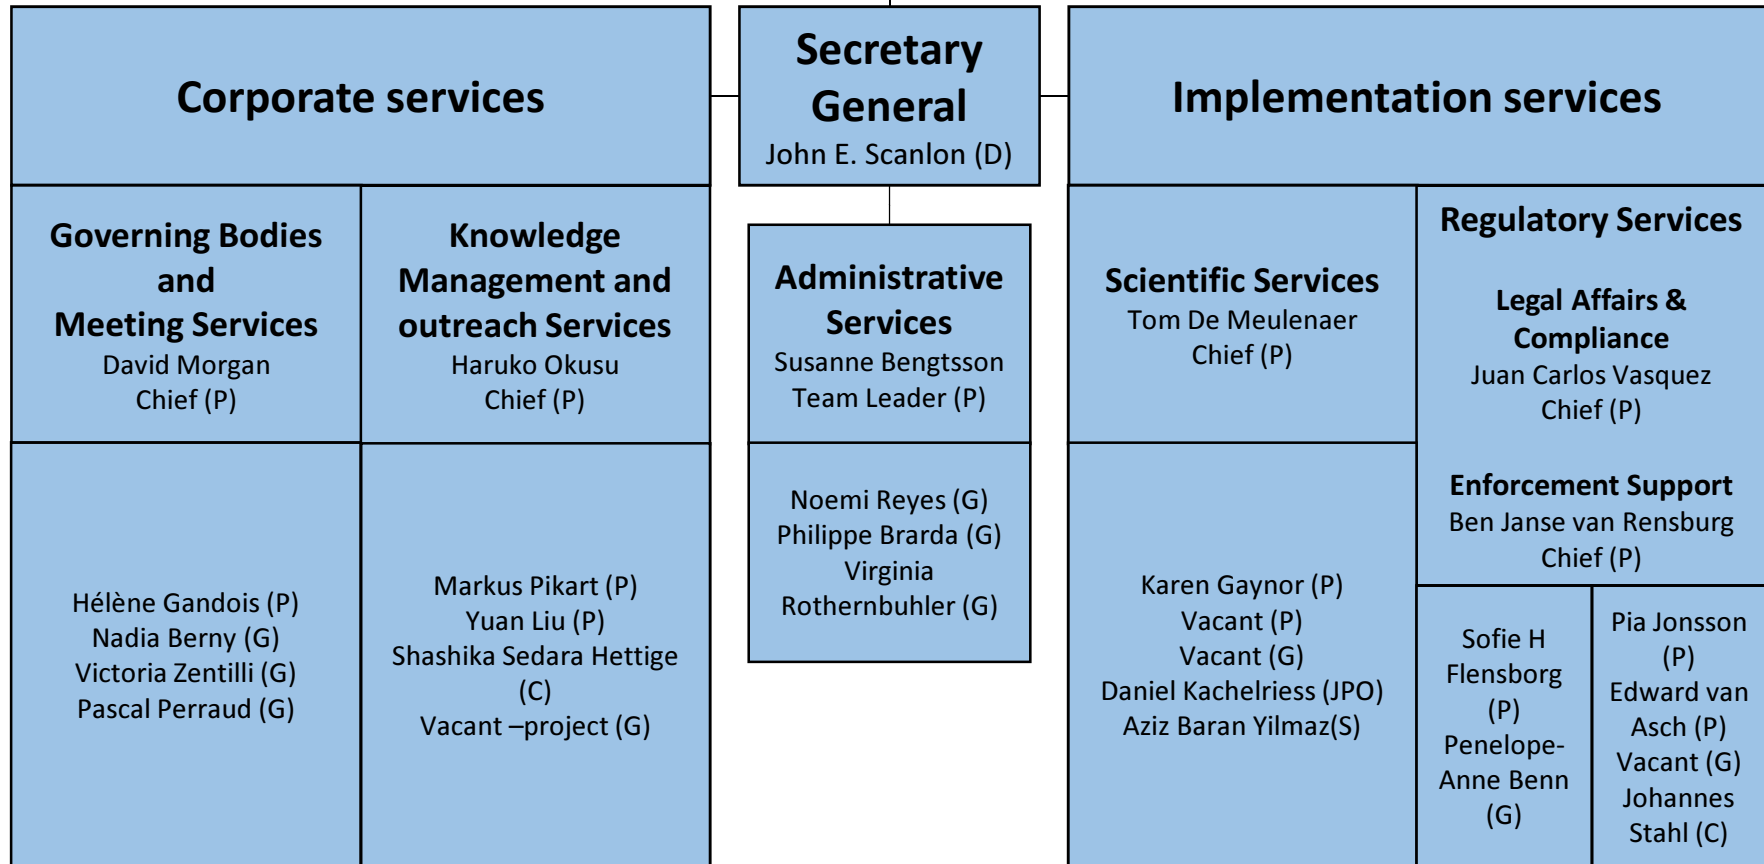 Corporate services
Secretary
General
John E. Scanlon (D)
Implementation services
Governing Bodies
and
Meeting Services
David Morgan
Chief (P)
Knowledge
Management and
outreach Services
Haruko Okusu
Chief (P)
Administrative
Services
Susanne Bengtsson
Team Leader (P)
Scientific Services
Tom De Meulenaer
Chief (P)
Regulatory Services
Legal Affairs &
Compliance
Juan Carlos Vasquez
Chief (P)
Enforcement Support
Ben Janse van Rensburg
Chief (P)
Hélène Gandois (P)
Nadia Berny (G)
Victoria Zentilli (G)
Pascal Perraud (G)
Markus Pikart (P)
Yuan Liu (P)
Shashika Sedara Hettige
(C)
Vacant –project (G)
Noemi Reyes (G)
Philippe Brarda (G)
Virginia
Rothernbuhler (G)
Karen Gaynor (P)
Vacant (P)
Vacant (G)
Daniel Kachelriess (JPO)
Aziz Baran Yilmaz(S)
Sofie H
Flensborg
(P)
Penelope-
Anne Benn
(G)
Pia Jonsson
(P)
Edward van
Asch (P)
Vacant (G)
Johannes
Stahl (C)